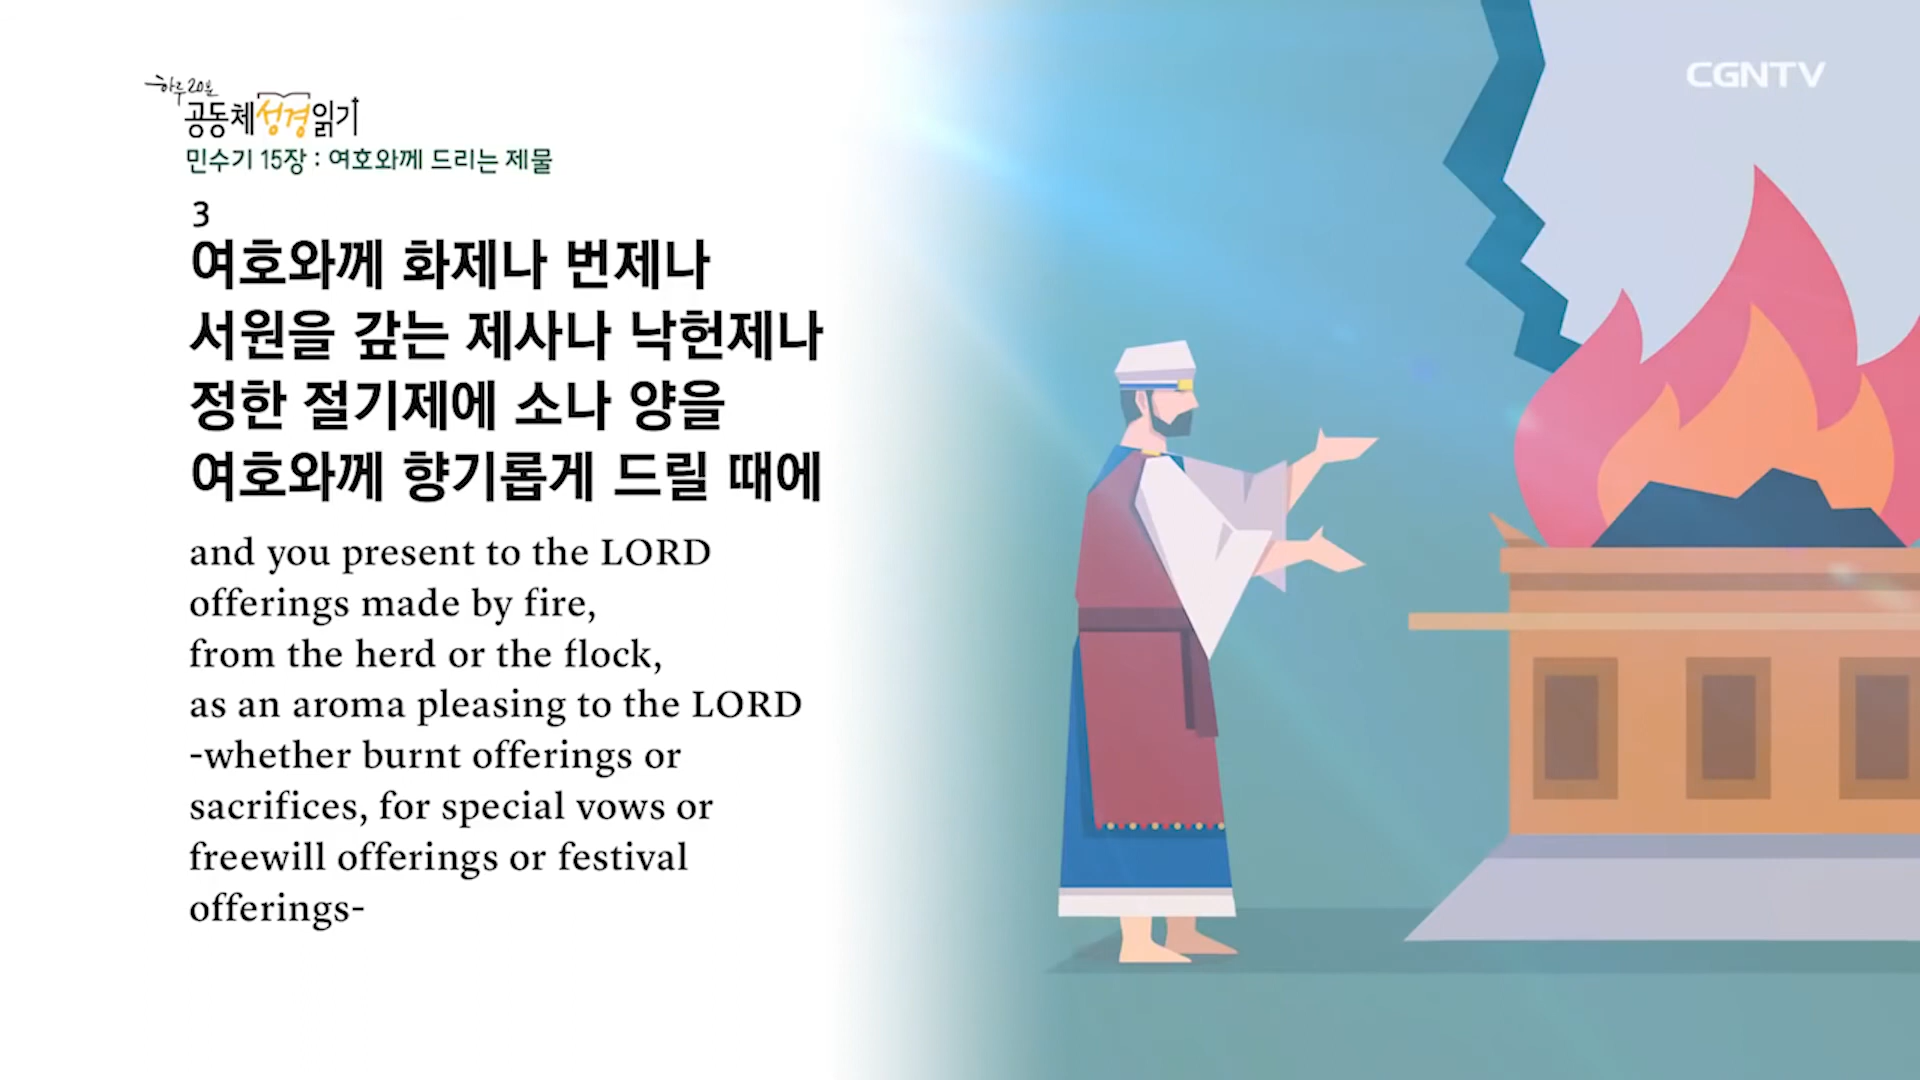 하루 20분
공동체성경읽기
CGNTV
민수기 15장 : 여호와께 드리는 제물
3
여호와께 화제나 번제나
서원을 갚는 제사나 낙헌제나
정한 절기제에 소나 양을
여호와께 향기롭게 드릴 때에
and you present to the LORD
offerings made by fire,
from the herd or the flock,
as an aroma pleasing to the LORD
-whether burnt offerings or
sacrifices, for special vows or
freewill offerings or festival
offerings-